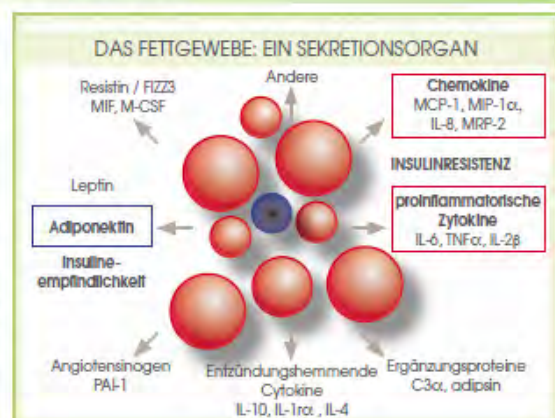 DAS FETTGEWEBE: EIN SEKRETIONSORGAN
Andere
Resistin / FIZZ3
MIF, M-CSF
Chemokine
MCP-1, MIP-1α,
IL-8, MRP-2
INSULINRESISTENZ
Leptin
Adiponektin
Insuline-
empfindlichkeit
proinflammatorische
Zytokine
IL-6, TNFα, IL-2β
Angiotensinogen
PAI-1
Entzündungshemmende
Cytokine
IL-10, IL-1rα , IL-4
Ergänzungsproteine
C3α, adipsin